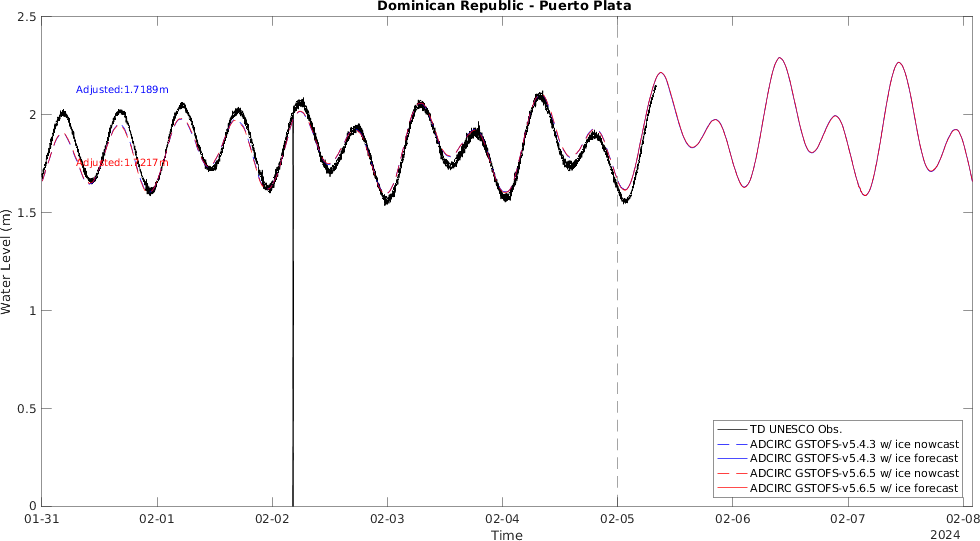 Dominican Republic - Puerto Plata
2.5
2
1.5
1
0.5
0
Water Level (m)
Adjusted:1.7189m
Adjusted:1.7217m
TD UNESCO Obs.
ADCIRC GSTOFS-v5.4.3 w/ ice nowcast
ADCIRC GSTOFS-v5.4.3 w/ ice forecast
ADCIRC GSTOFS-v5.6.5 w/ ice nowcast
ADCIRC GSTOFS-v5.6.5 w/ ice forecast
01-31 02-01 02-02 02-03 02-04 02-05 02-06 02-07 02-08
Time
2024